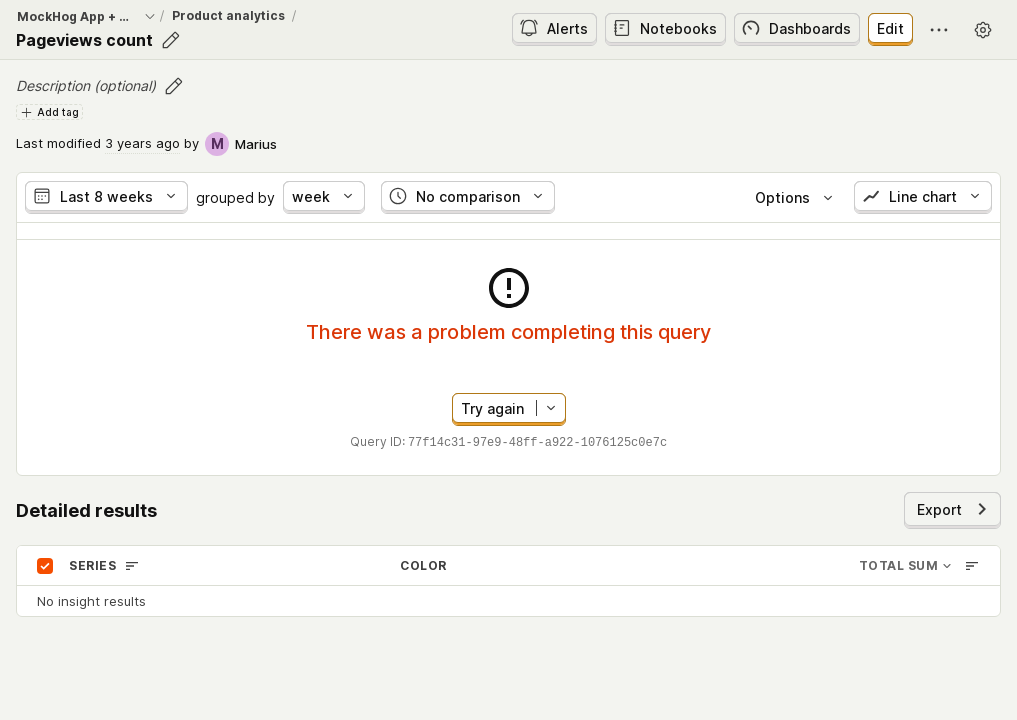 MockHog App + ... / Product analytics /
Pageviews count
Alerts
Notebooks
Dashboards
Edit
Description (optional)
Add tag
Last modified 3 years ago by M Marius
Last 8 weeks grouped by week No comparison Options Line chart
There was a problem completing this query
Try again
Query ID: 77f14c31-97e9-48ff-a922-1076125c0e7c
Detailed results
Export
SERIES COLOR TOTAL SUM
No insight results